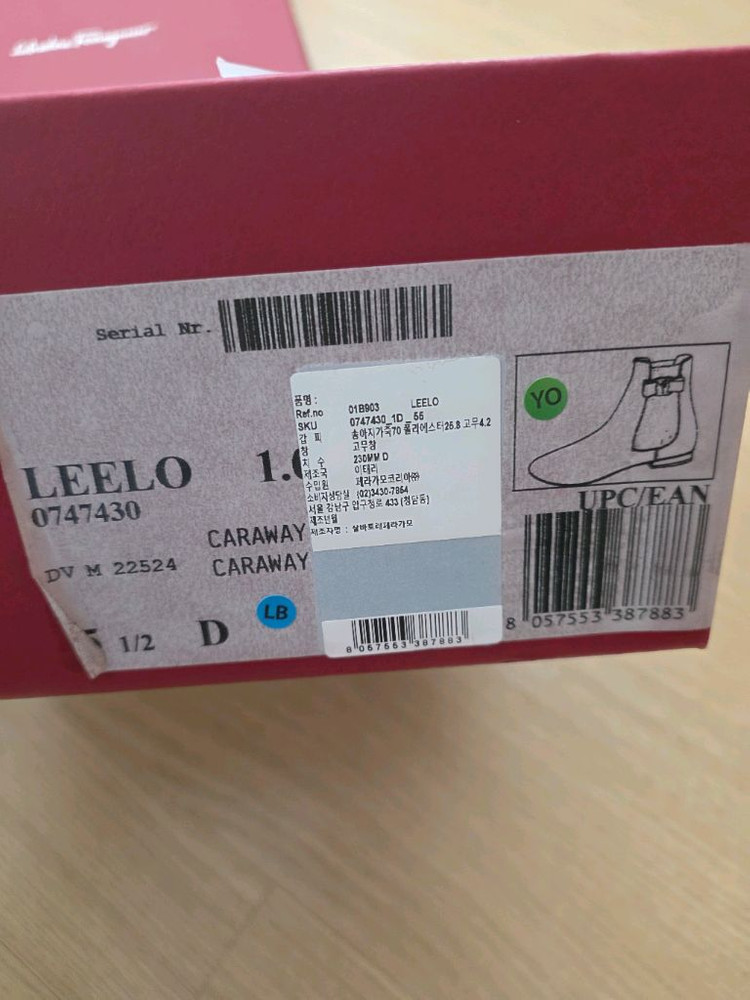 Salvatore Ferragamo
Serial Nr.
YO
LEELO
0747430
CARAWAY
DV M 22524
CARAWAY
1/2 D
LB
품명 :
Ref.no 01B903 LEELO
SKU 0747430_1D_55
갑 피 송아지가죽70 폴리에스터25.8 고무4.2
창 고무창
치 수 230MM D
제조국 이태리
수입원 페라가모코리아㈜
소비자상담실 (02)3430-7854
서울 강남구 압구정로 433 (청담동)
제조년월
제조자명 : 살바토레페라가모
8 057553 387883
UPC/EAN
8 057553 387883